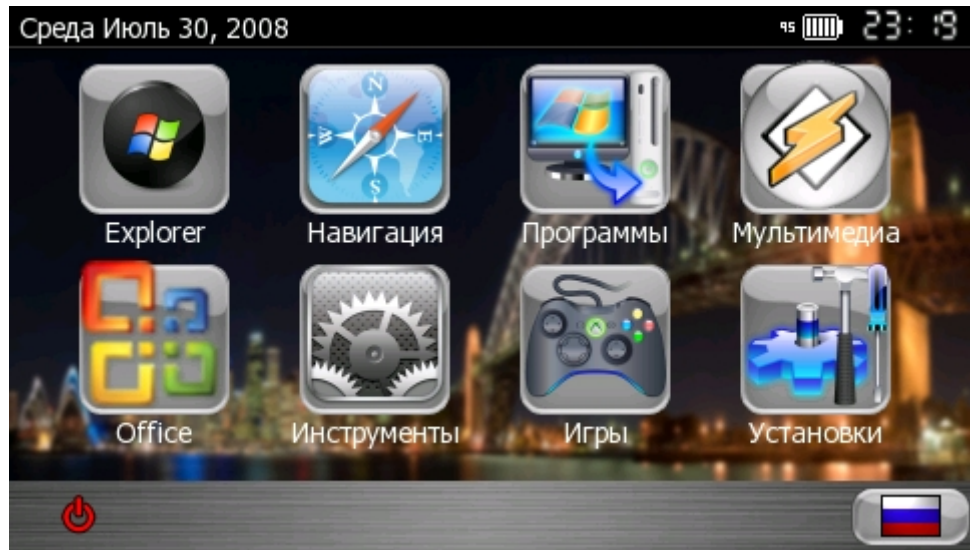 Среда Июль 30, 2008
95
23:19
Explorer
Навигация
Программы
Мультимедиа
Office
Инструменты
Игры
Установки